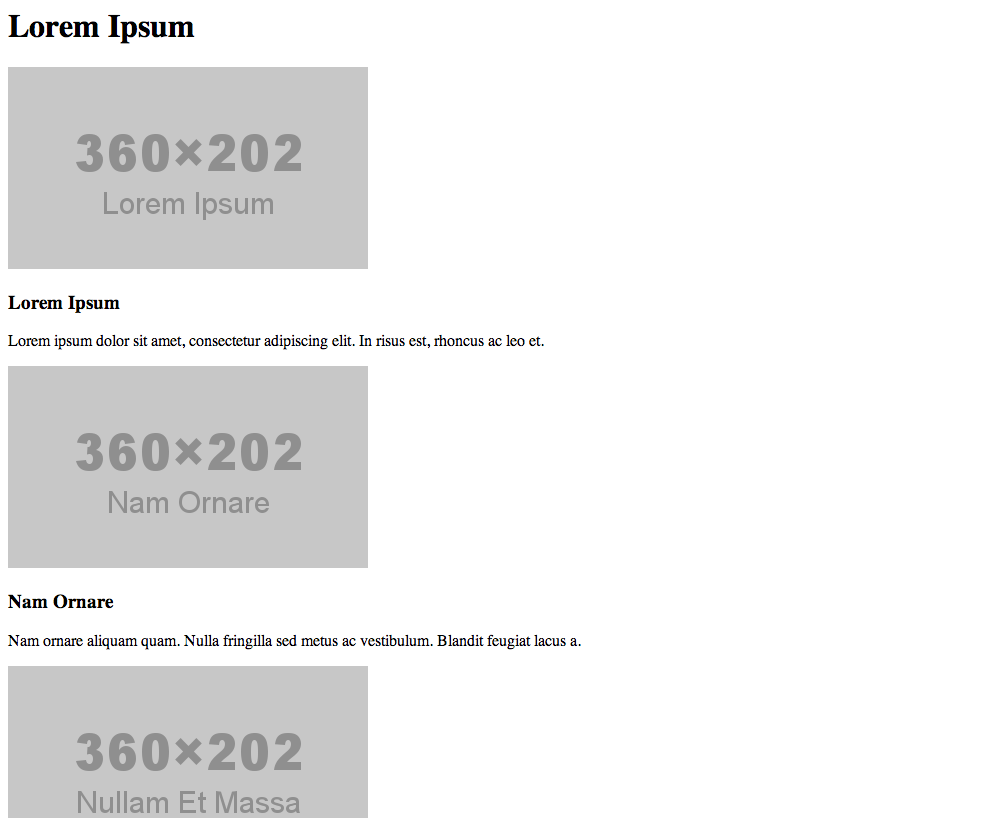 Lorem Ipsum
360×202
Lorem Ipsum
Lorem Ipsum
Lorem ipsum dolor sit amet, consectetur adipiscing elit. In risus est, rhoncus ac leo et.
360×202
Nam Ornare
Nam Ornare
Nam ornare aliquam quam. Nulla fringilla sed metus ac vestibulum. Blandit feugiat lacus a.
360×202
Nullam Et Massa